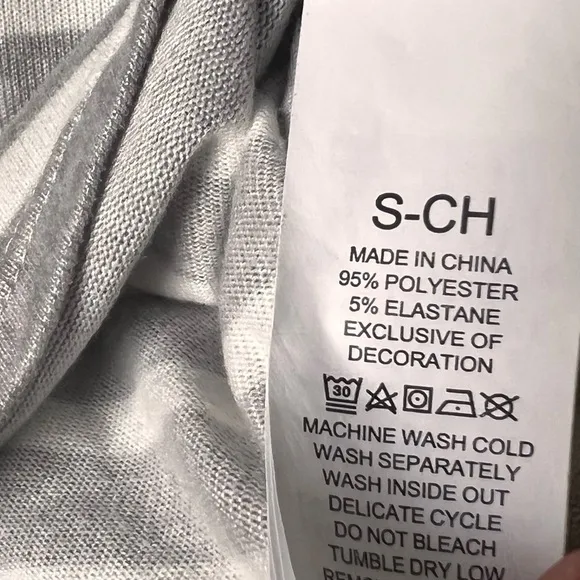 S-CH
MADE IN CHINA
95% POLYESTER
5% ELASTANE
EXCLUSIVE OF
DECORATION
30
MACHINE WASH COLD
WASH SEPARATELY
WASH INSIDE OUT
DELICATE CYCLE
DO NOT BLEACH
TUMBLE DRY LOW